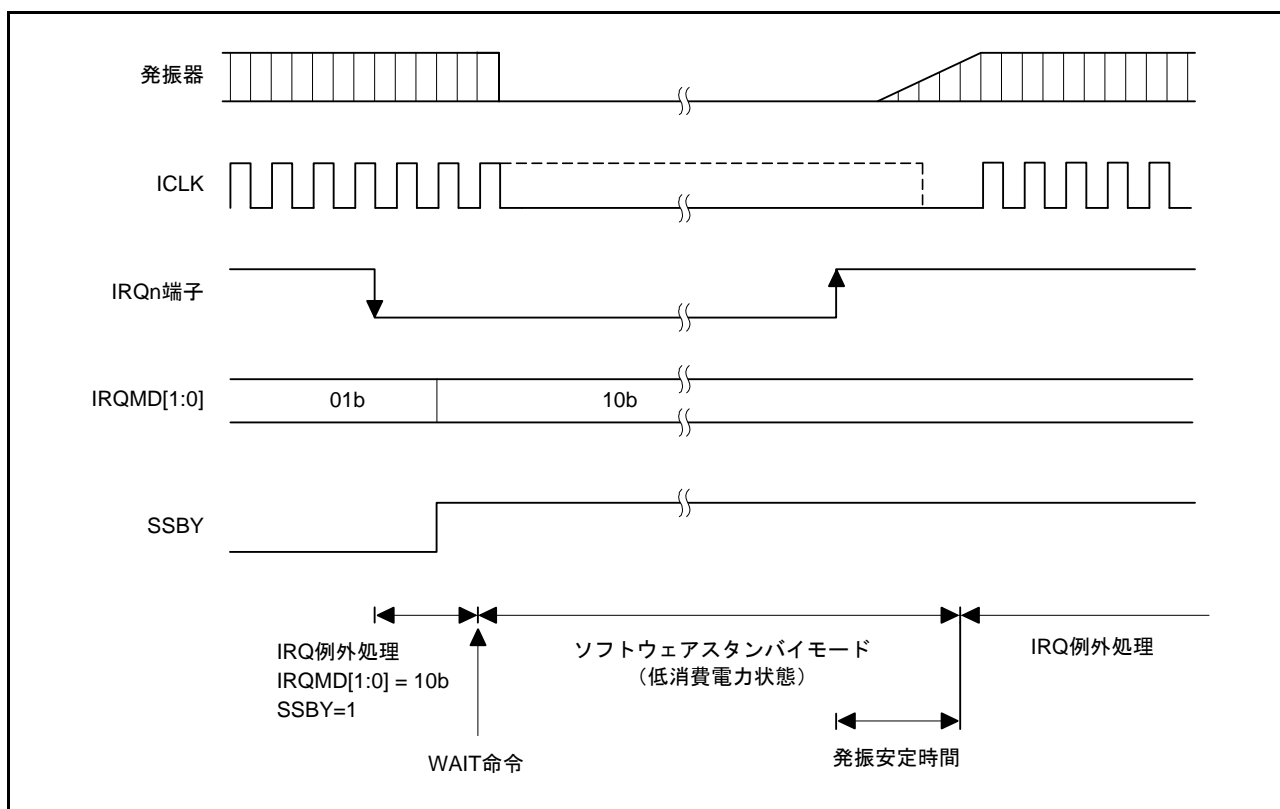 発振器
ICLK
IRQn端子
IRQMD[1:0]
01b
10b
SSBY
IRQ例外処理
IRQMD[1:0] = 10b
SSBY=1
ソフトウェアスタンバイモード
（低消費電力状態）
IRQ例外処理
WAIT命令
発振安定時間